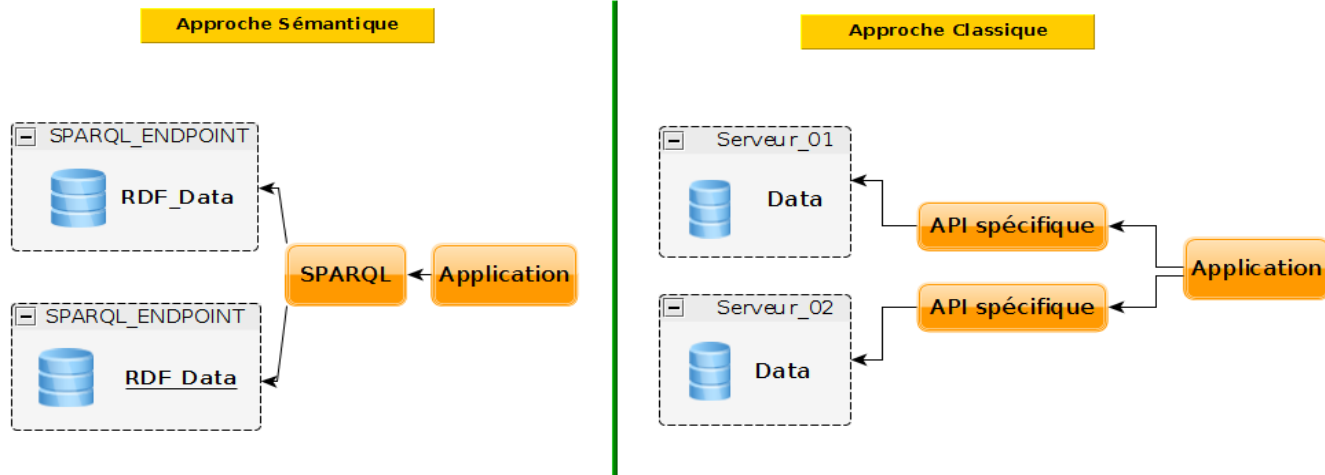 Approche Sémantique
SPARQL_ENDPOINT
RDF_Data
SPARQL
Application
SPARQL_ENDPOINT
RDF_Data
Approche Classique
Serveur_01
Data
API spécifique
Application
API spécifique
Serveur_02
Data